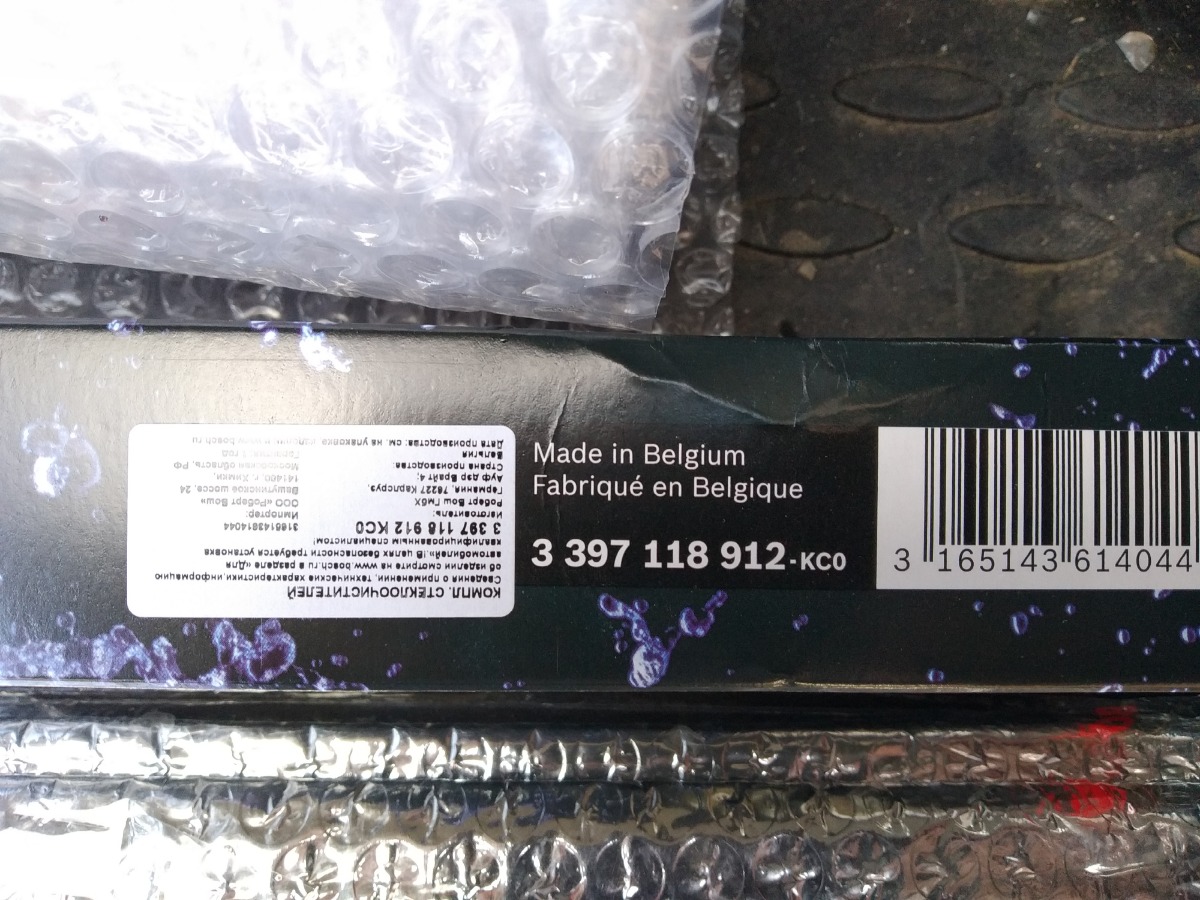 Made in Belgium
Fabriqué en Belgique
3 397 118 912-KC0
3 165143 614044
КОМПЛ. СТЕКЛООЧИСТИТЕЛЕЙ
Сведения о применении, технические характеристики, информацию
об изделии смотрите на www.bosch.ru в разделе «Для
автомобилей». !В целях безопасности требуется установка
квалифицированным специалистом!
3 397 118 912 KC0 3165143614044
Изготовитель: Импортер:
Роберт Бош ГмбХ ООО «Роберт Бош»
Германия, 76227 Карлсруэ, Вашутинское шоссе, 24
Ауф дэр Брайт 4; 141400, г. Химки,
Страна производства: Московская область, РФ
Бельгия Гарантия: 1 год
Дата производства: см. на упаковке, изделии и www.bosch.ru